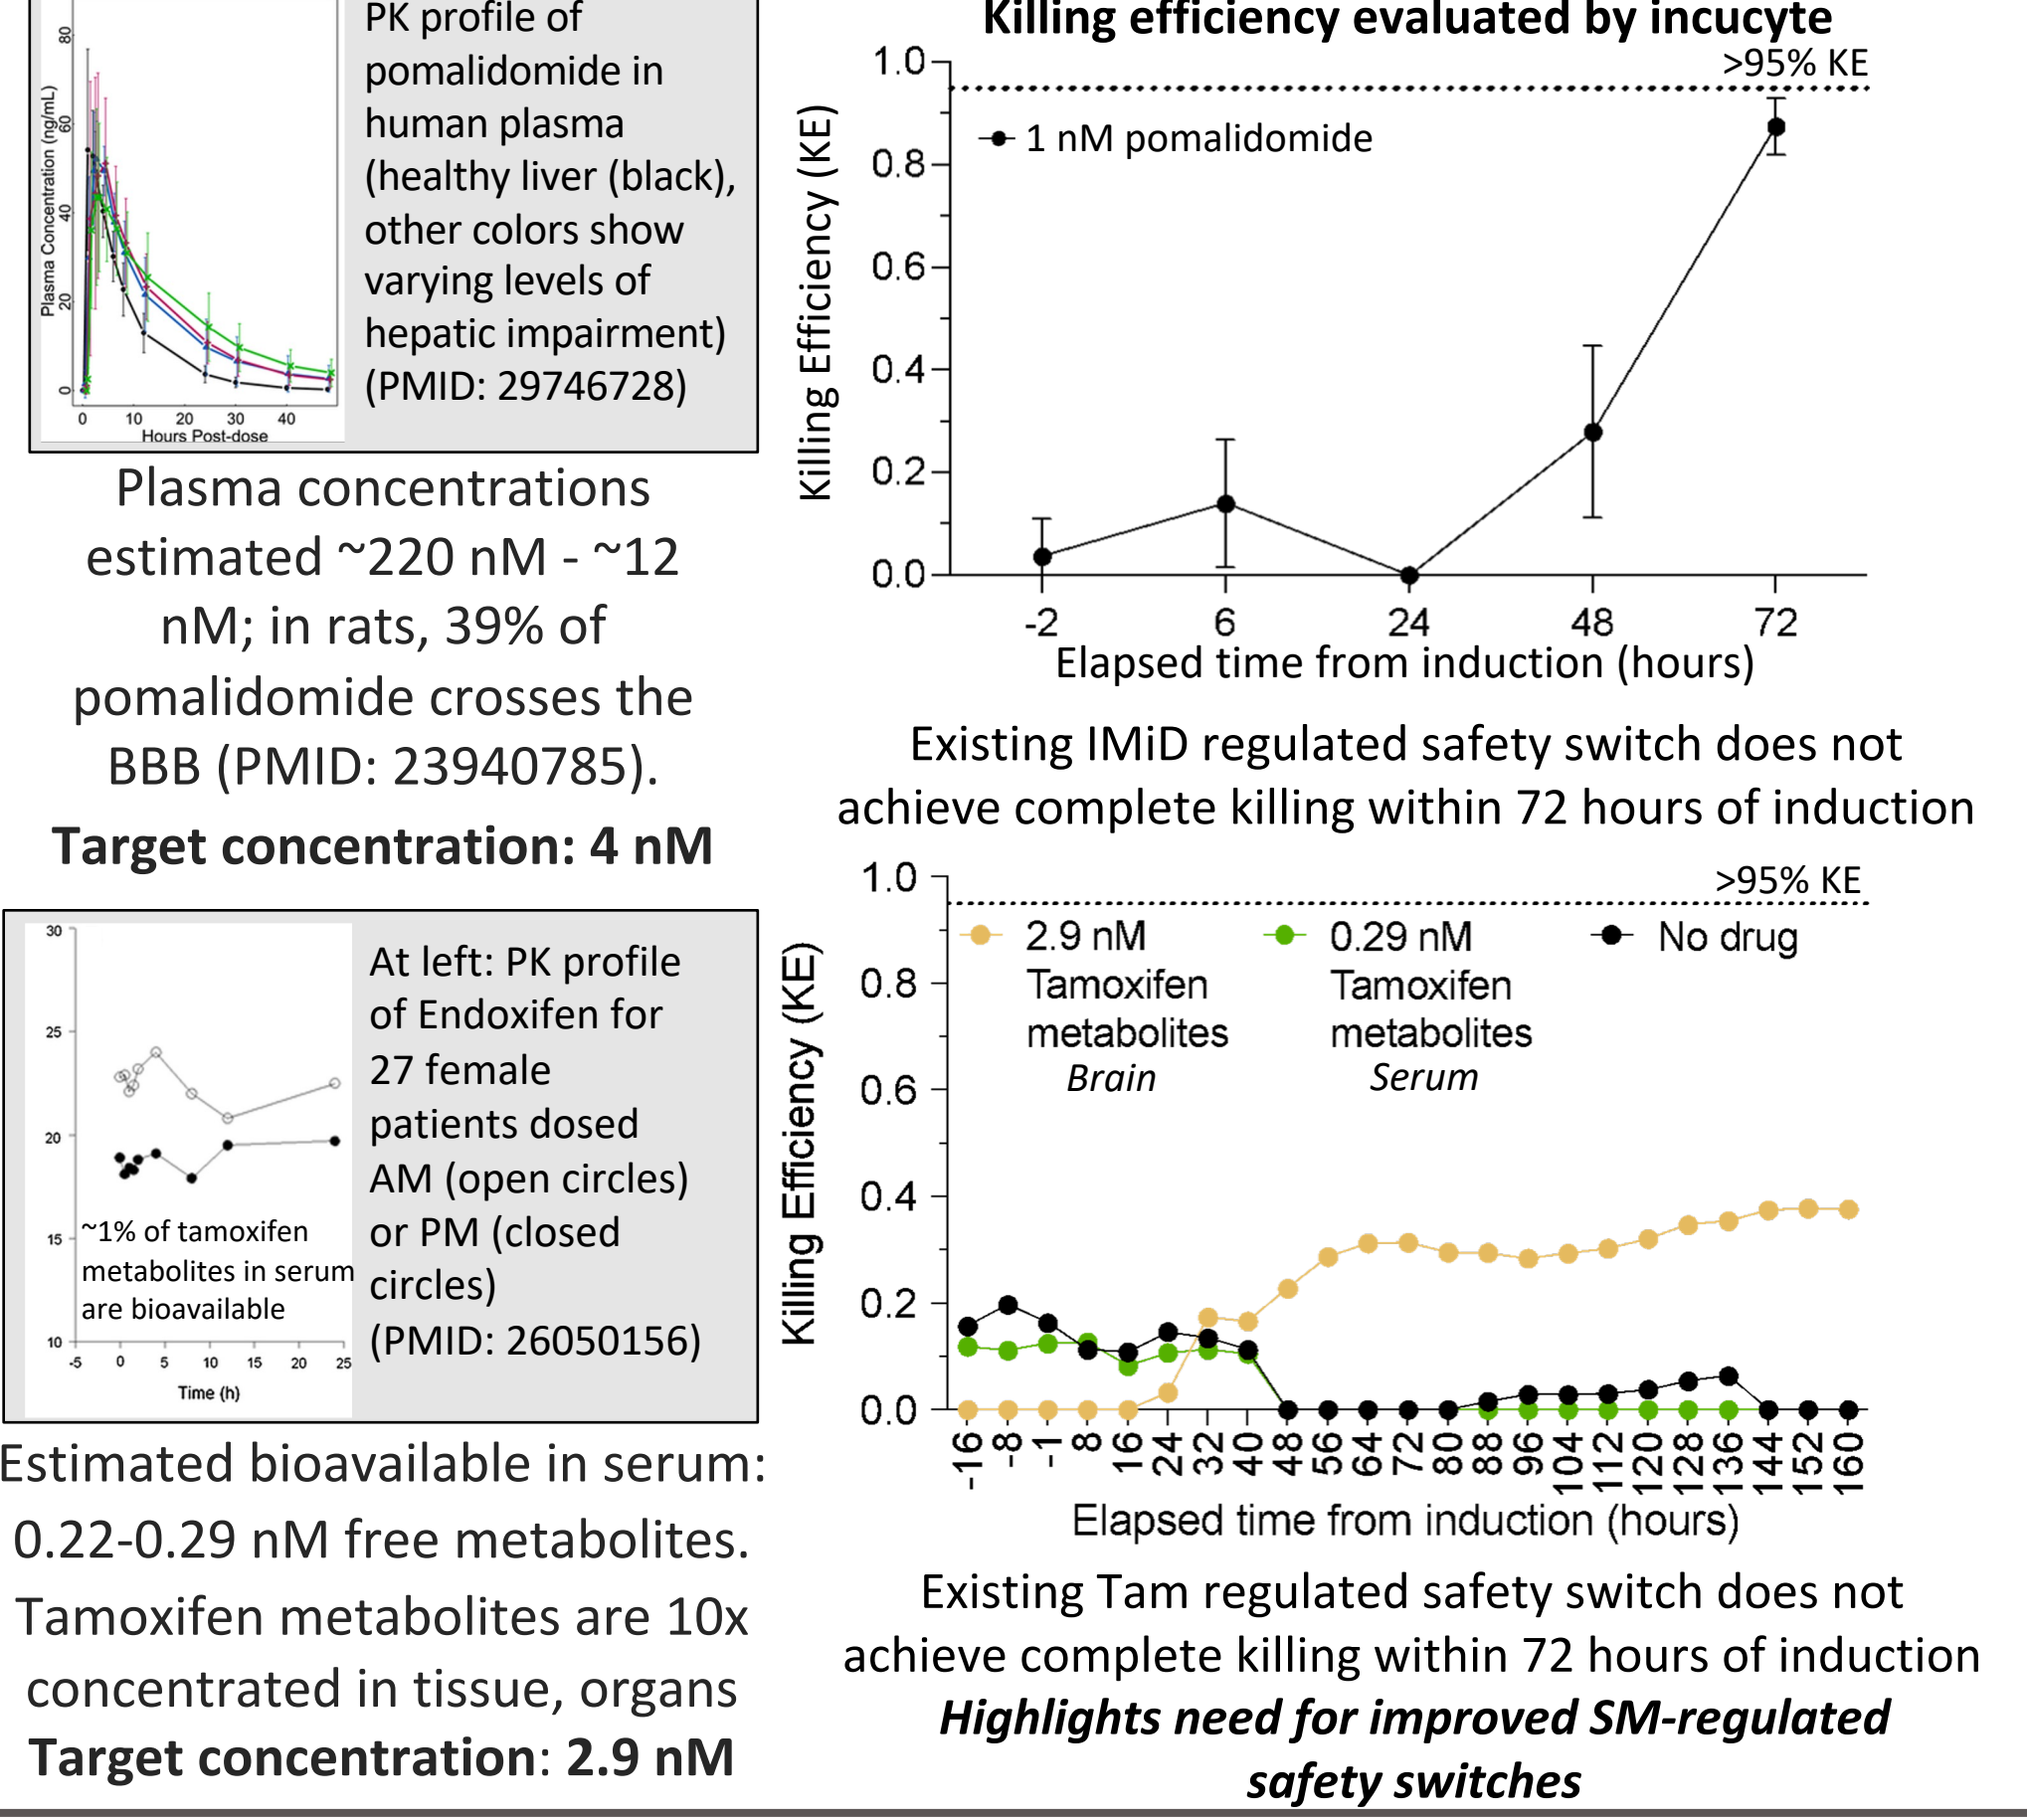 PK profile of
pomalidomide in
human plasma
(healthy liver (black),
other colors show
varying levels of
hepatic impairment)
(PMID: 29746728)
Plasma Concentration (ng/mL)
80
60
40
20
0
0 10 20 30 40
Hours Post-dose
Plasma concentrations
estimated ~220 nM - ~12
nM; in rats, 39% of
pomalidomide crosses the
BBB (PMID: 23940785).
Target concentration: 4 nM
30
25
20
15
10
-5 0 5 10 15 20 25
Time (h)
~1% of tamoxifen
metabolites in serum
are bioavailable
At left: PK profile
of Endoxifen for
27 female
patients dosed
AM (open circles)
or PM (closed
circles)
(PMID: 26050156)
Estimated bioavailable in serum:
0.22-0.29 nM free metabolites.
Tamoxifen metabolites are 10x
concentrated in tissue, organs
Target concentration: 2.9 nM
Killing efficiency evaluated by incucyte
>95% KE
1 nM pomalidomide
Killing Efficiency (KE)
1.0
0.8
0.6
0.4
0.2
0.0
-2 6 24 48 72
Elapsed time from induction (hours)
Existing IMiD regulated safety switch does not
achieve complete killing within 72 hours of induction
>95% KE
2.9 nM
Tamoxifen
metabolites
Brain
0.29 nM
Tamoxifen
metabolites
Serum
No drug
Killing Efficiency (KE)
1.0
0.8
0.6
0.4
0.2
0.0
-16 -8 -1 8 16 24 32 40 48 56 64 72 80 88 96 104 112 120 128 136 144 152 160
Elapsed time from induction (hours)
Existing Tam regulated safety switch does not
achieve complete killing within 72 hours of induction
Highlights need for improved SM-regulated
safety switches